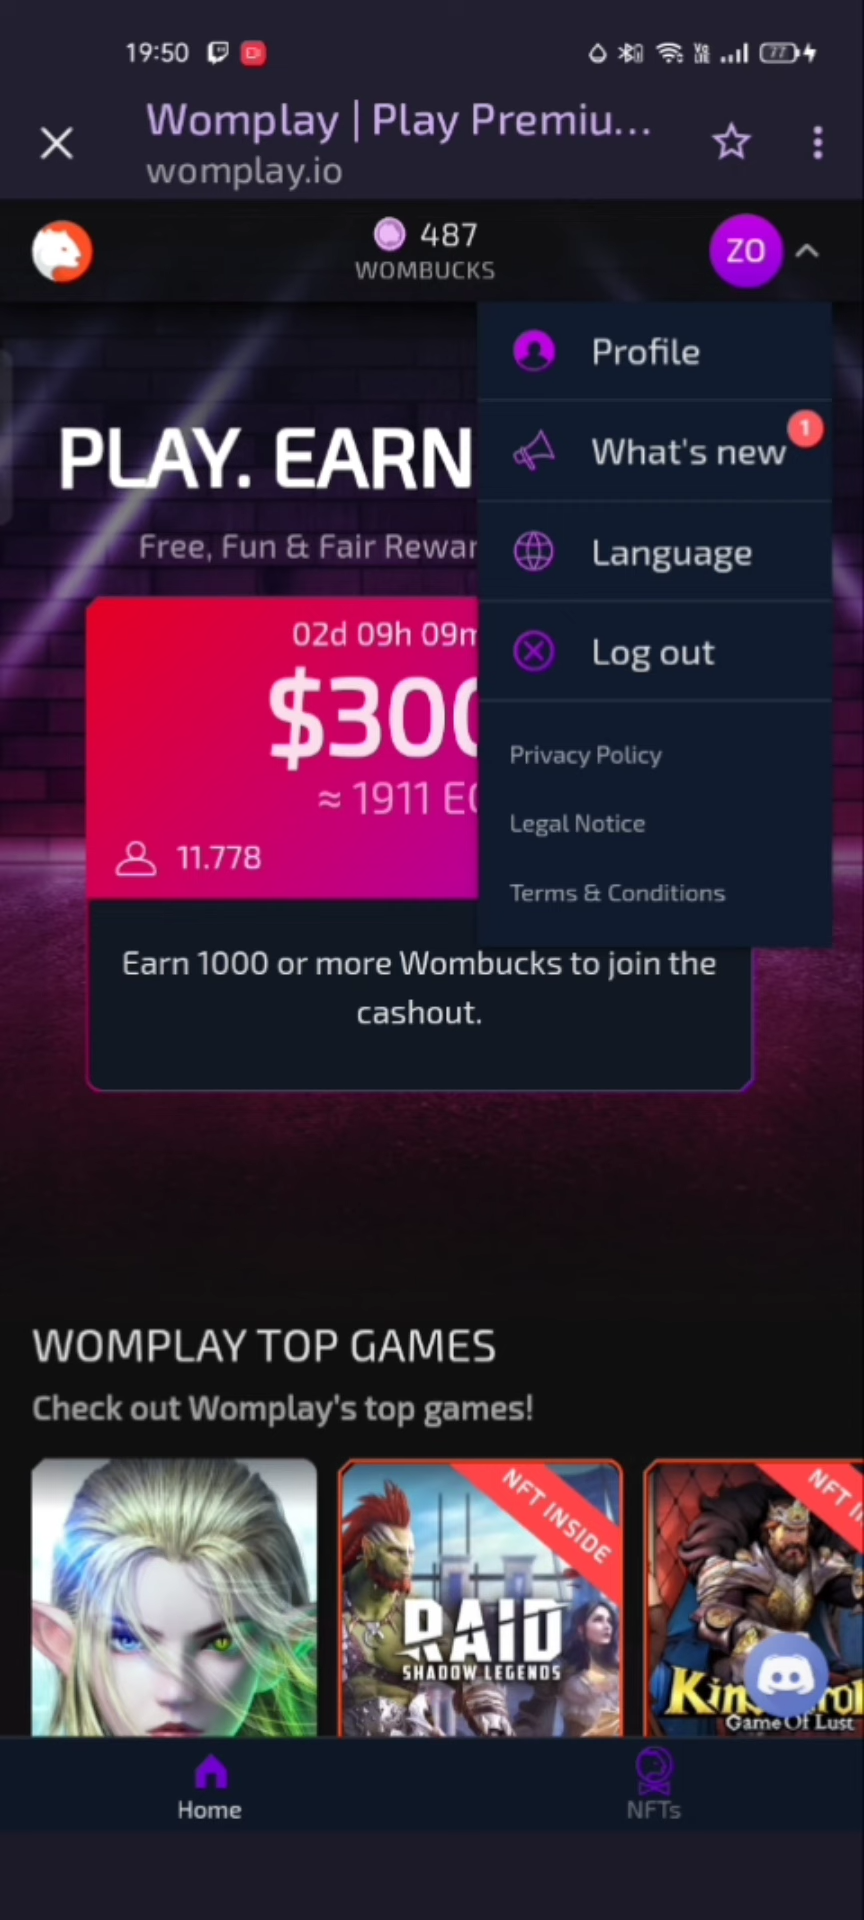 19:50
77
Womplay | Play Premiu...
womplay.io
487
WOMBUCKS
ZO
Profile
What's new
1
Language
Log out
Privacy Policy
Legal Notice
Terms & Conditions
PLAY. EARN
Free, Fun & Fair Rewar
02d 09h 09m
$300
≈ 1911 EO
11.778
Earn 1000 or more Wombucks to join the
cashout.
WOMPLAY TOP GAMES
Check out Womplay's top games!
NFT INSIDE
RAID
SHADOW LEGENDS
NFT
Game Of Lust
Home
NFTs